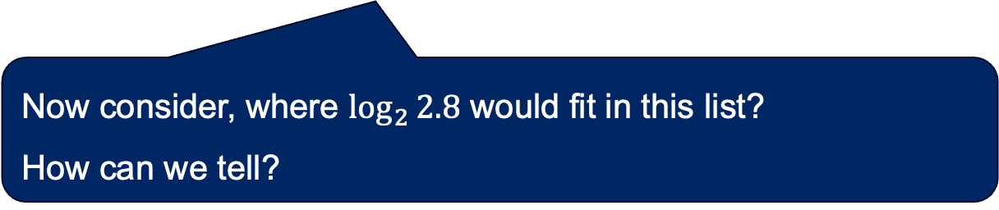 Now consider, where log₂ 2.8 would fit in this list?
How can we tell?